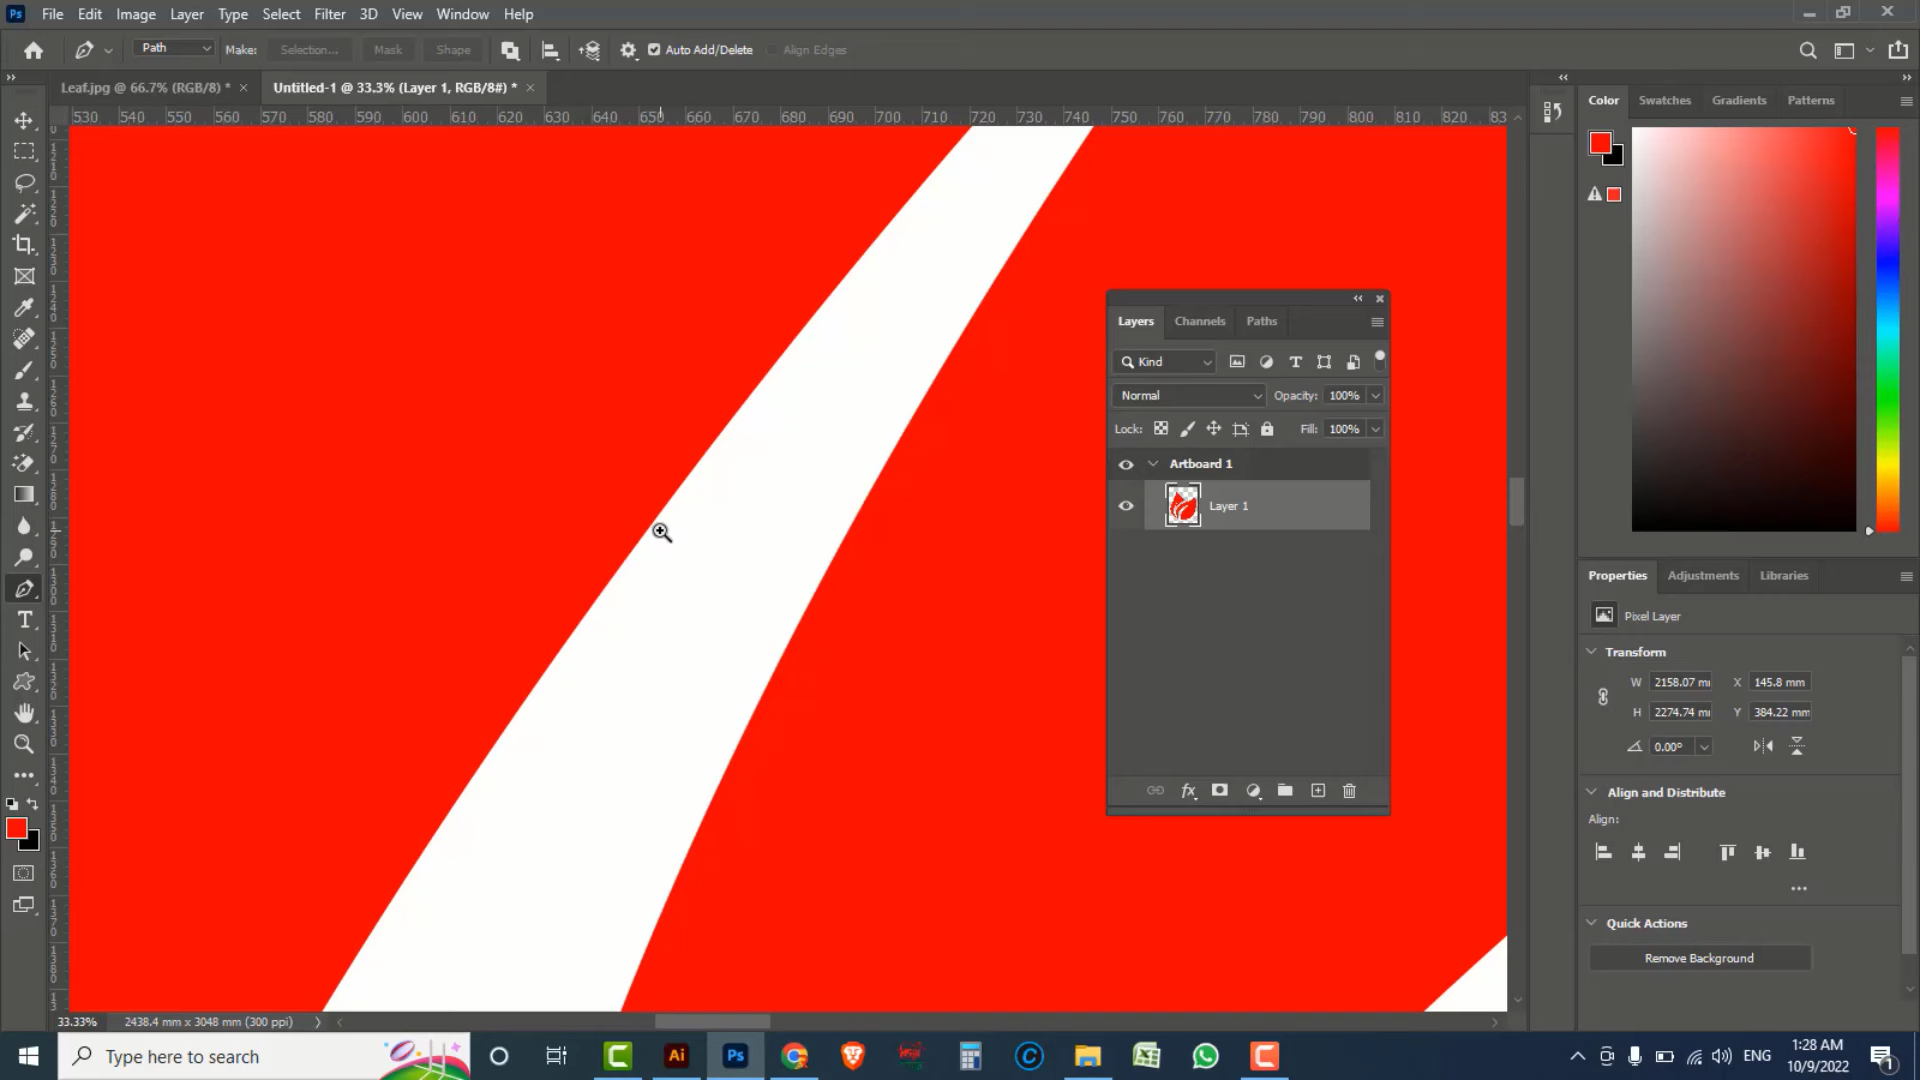 Ps File Edit Image Layer Type Select Filter 3D View Window Help
Path Make: Selection... Mask Shape Auto Add/Delete Align Edges
Leaf.jpg @ 66.7% (RGB/8) * × Untitled-1 @ 33.3% (Layer 1, RGB/8#) * ×
530 540 550 560 570 580 590 600 610 620 630 640 650 660 670 680 690 700 710 720 730 740 750 760 770 780 790 800 810 820 83
Color Swatches Gradients Patterns
Layers Channels Paths
Kind
Normal Opacity: 100%
Lock: Fill: 100%
Artboard 1
Layer 1
fx
Properties Adjustments Libraries
Pixel Layer
Transform
W 2158.07 m X 145.8 mm
H 2274.74 m Y 384.22 mm
0.00°
Align and Distribute
Align:
Quick Actions
Remove Background
33.33% 2438.4 mm x 3048 mm (300 ppi)
Type here to search
Ai Ps
ENG
1:28 AM
10/9/2022
1